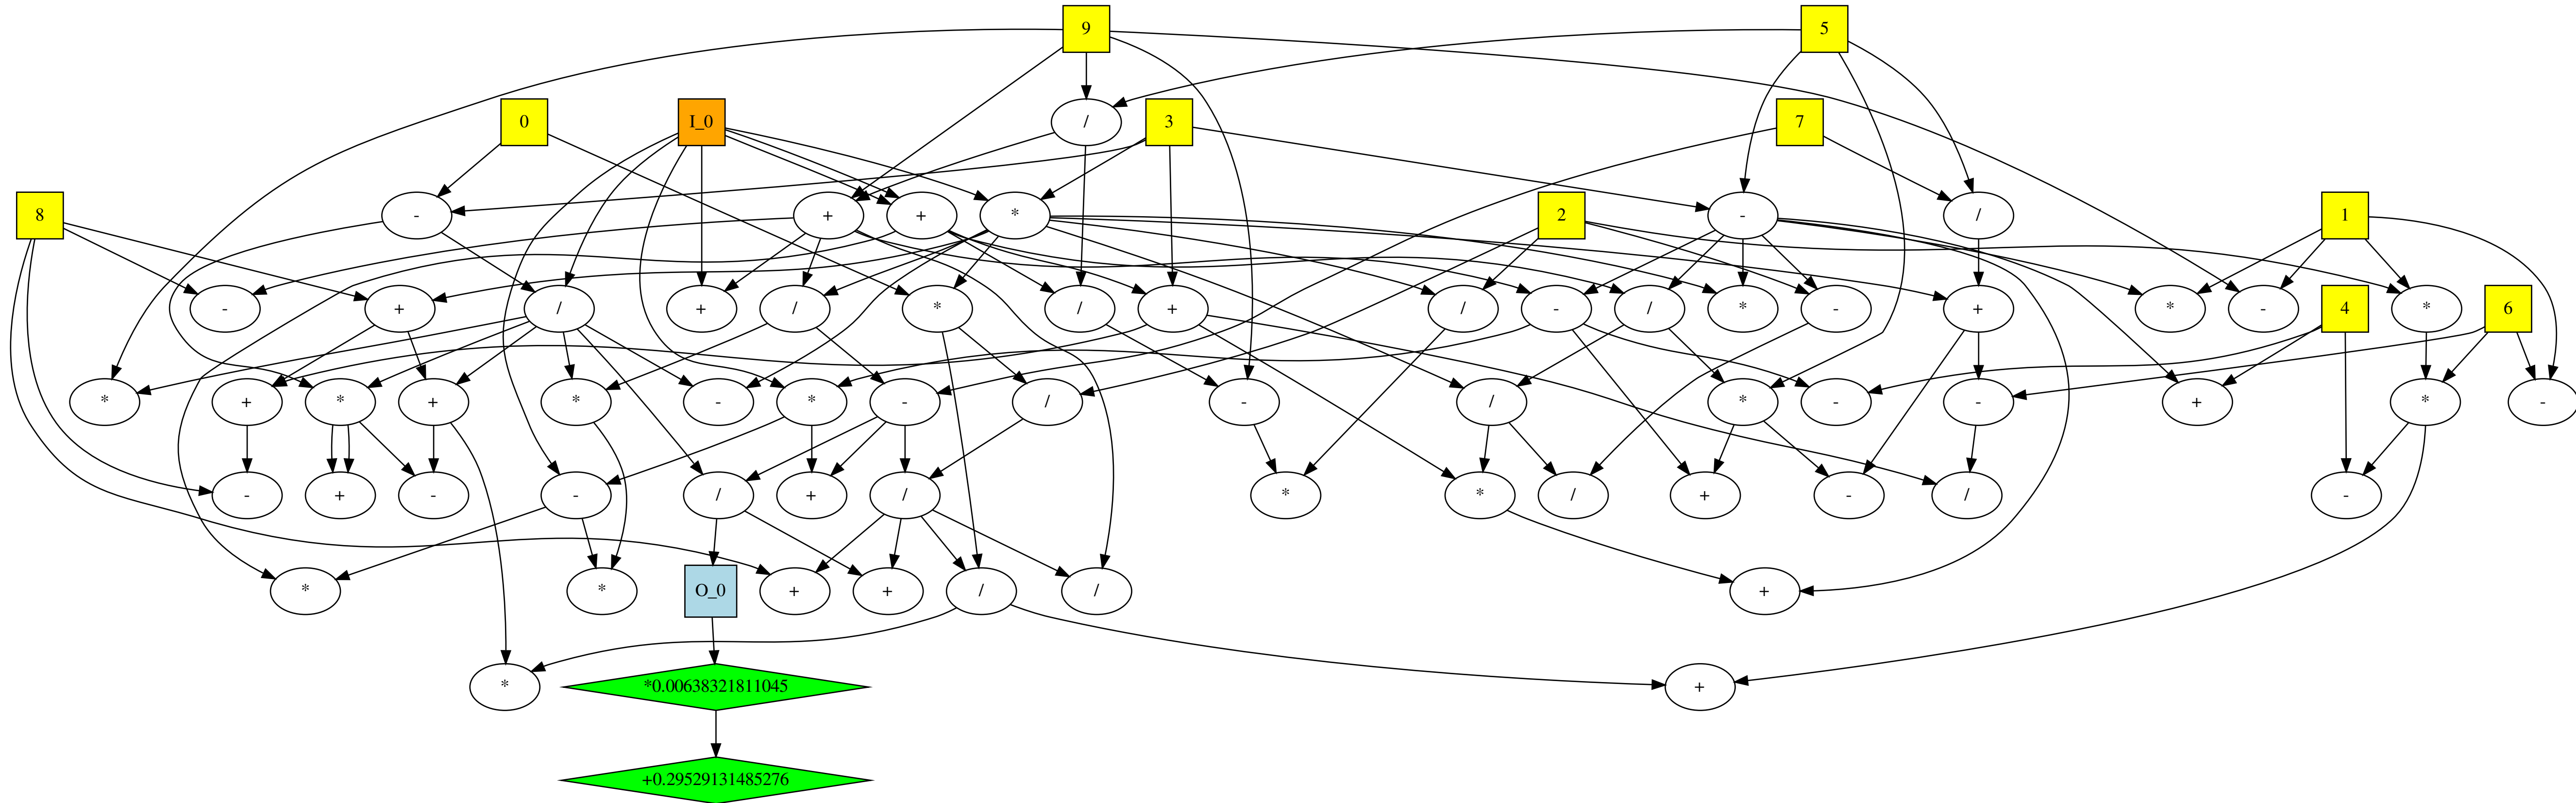 9 5
0 I_0 / 3 7
8 - + + * 2 - / 1
- + / + / * / + / - / * - + * - * 4 6
* + * + * - * - / - / * - - + * -
- + - - / + / * * / + - / -
* * O_0 + + / / +
* *0.00638321811045 +
+0.29529131485276